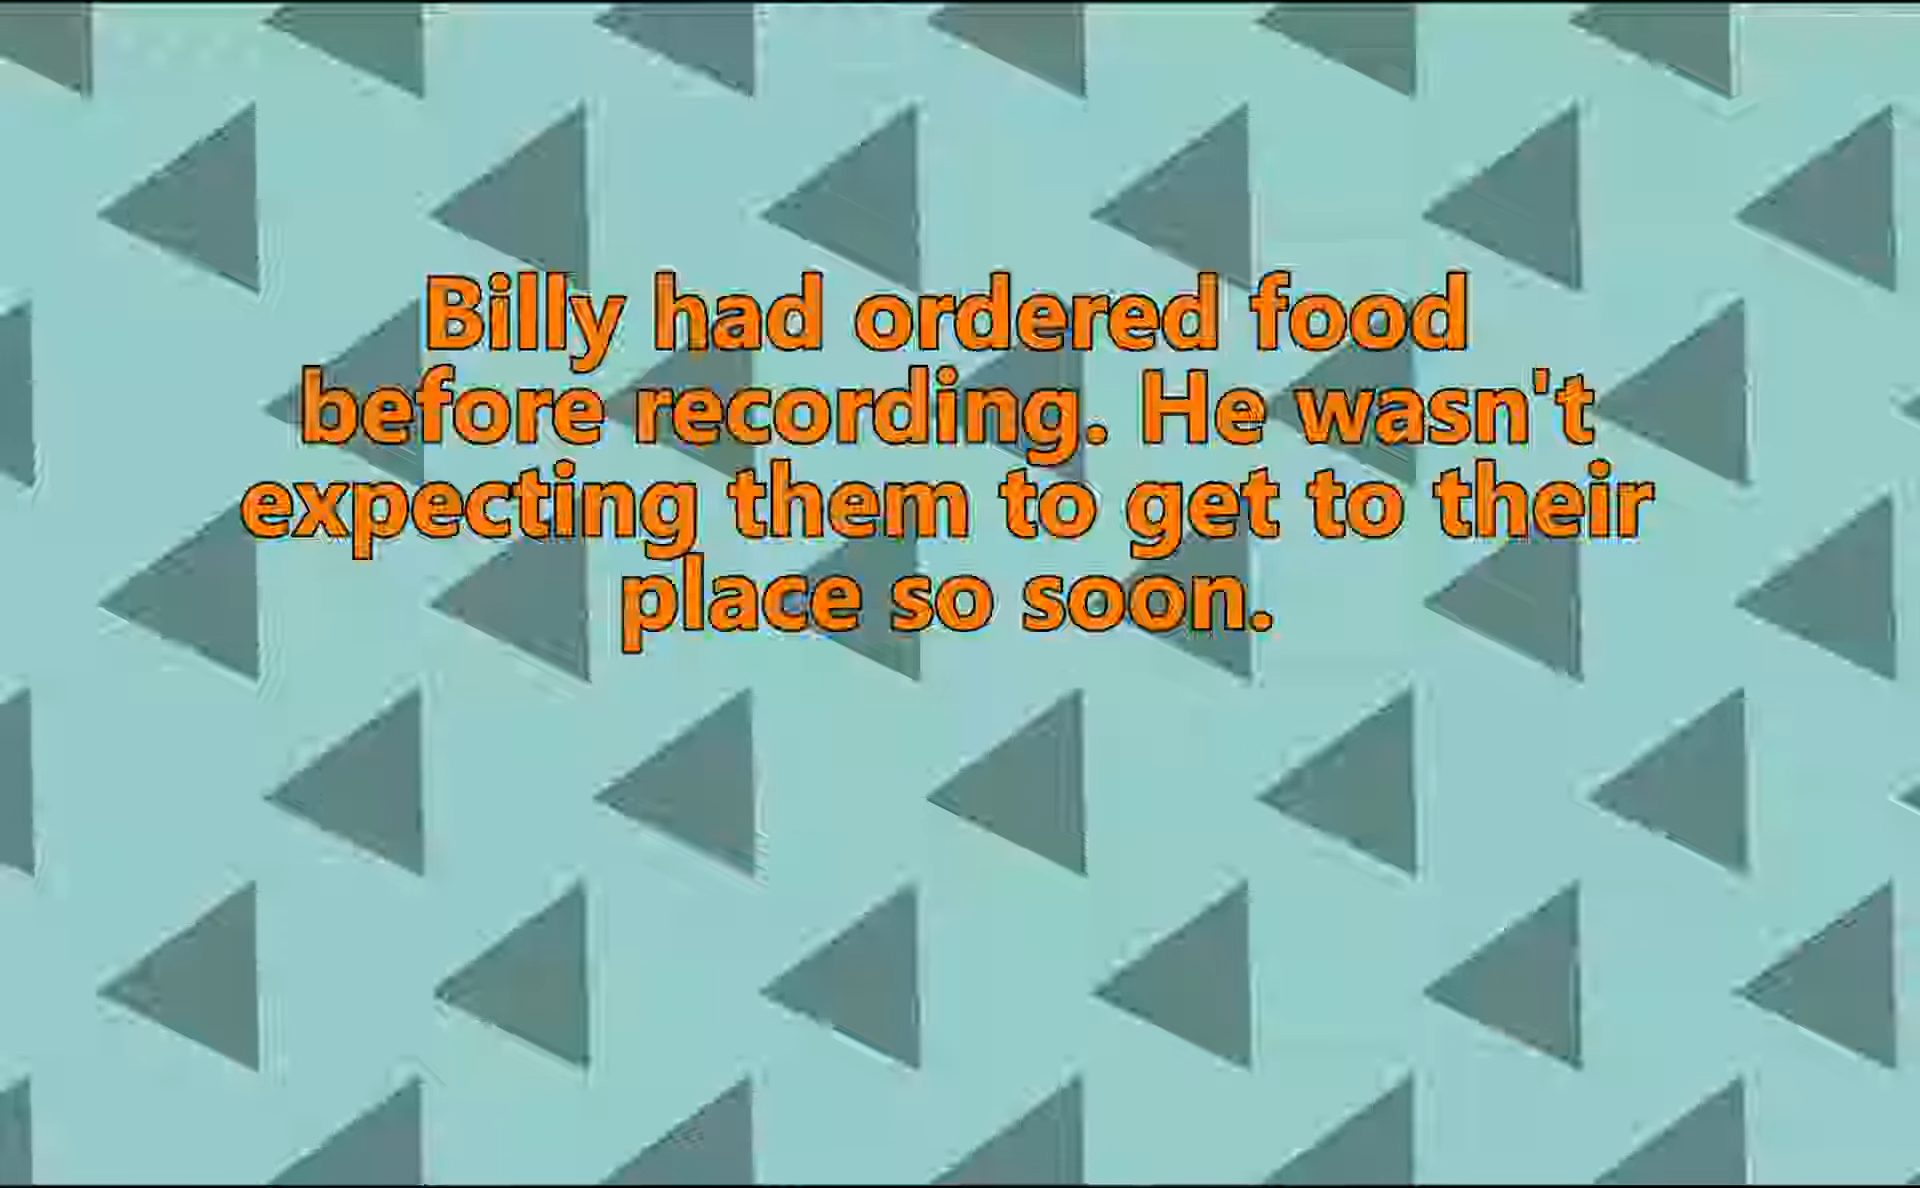 Billy had ordered food
before recording. He wasn't
expecting them to get to their
place so soon.